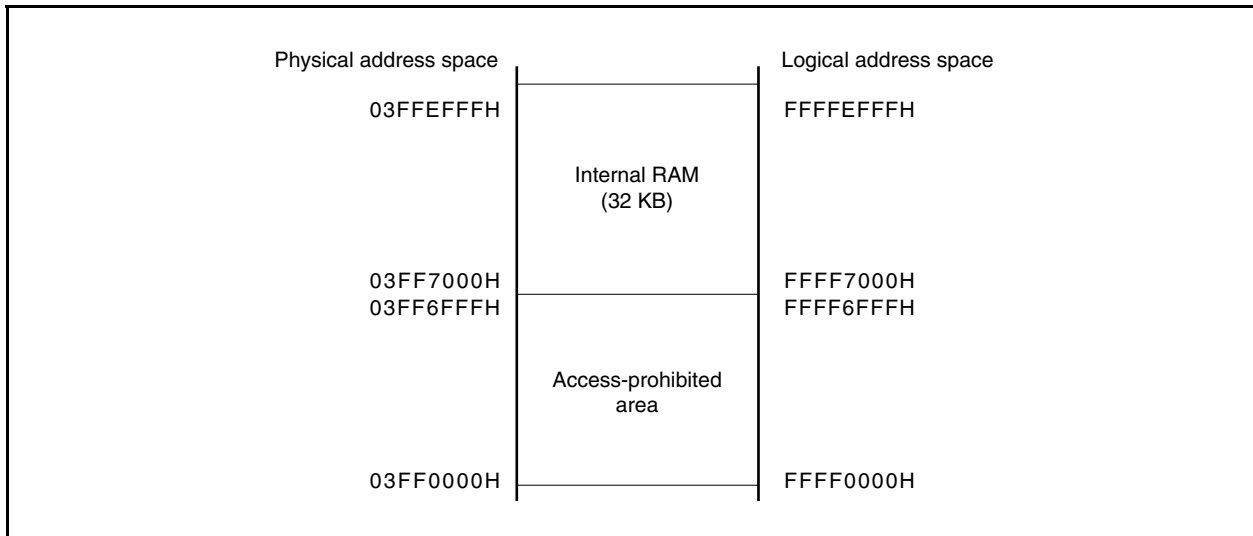 Physical address space
Logical address space
03FFEFFFH
FFFFEFFFH
Internal RAM
(32 KB)
03FF7000H
FFFF7000H
03FF6FFFH
FFFF6FFFH
Access-prohibited
area
03FF0000H
FFFF0000H